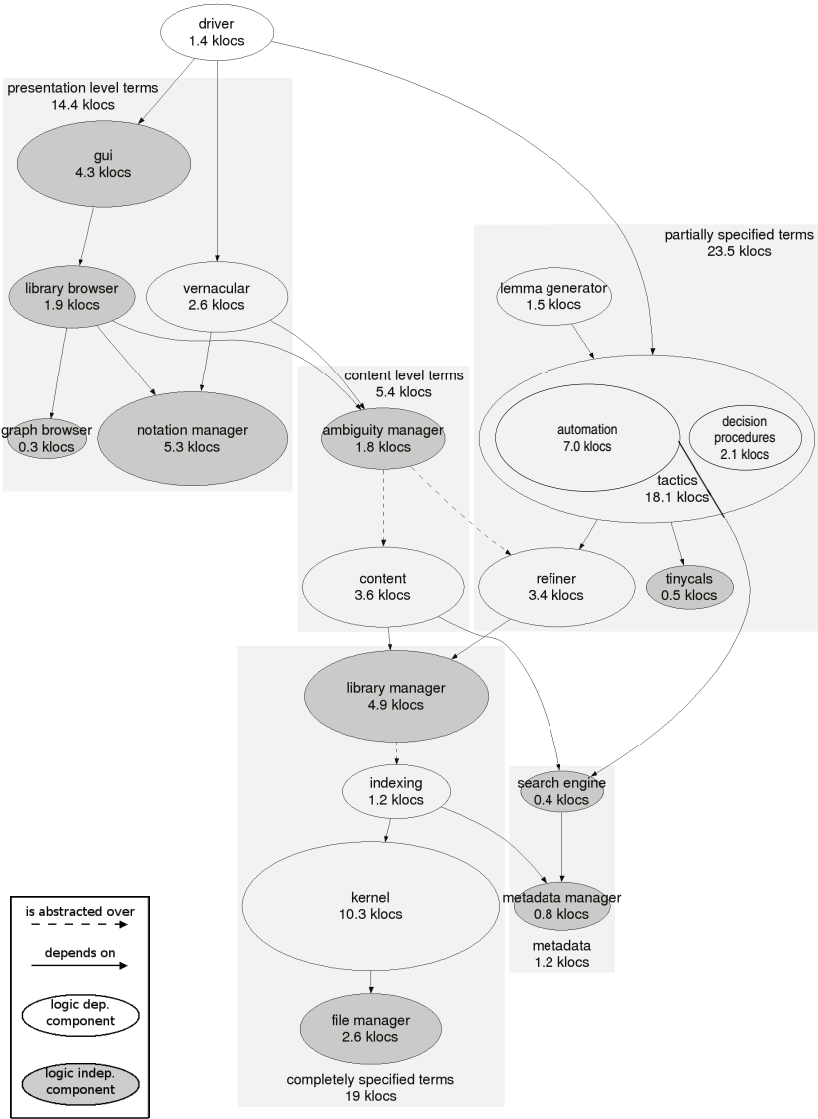 driver
1.4 klocs
presentation level terms
14.4 klocs
gui
4.3 klocs
partially specified terms
23.5 klocs
library browser
1.9 klocs
vernacular
2.6 klocs
lemma generator
1.5 klocs
content level terms
5.4 klocs
graph browser
0.3 klocs
notation manager
5.3 klocs
ambiguity manager
1.8 klocs
automation
7.0 klocs
decision
procedures
2.1 klocs
tactics
18.1 klocs
content
3.6 klocs
refiner
3.4 klocs
tinycals
0.5 klocs
library manager
4.9 klocs
indexing
1.2 klocs
search engine
0.4 klocs
kernel
10.3 klocs
metadata manager
0.8 klocs
metadata
1.2 klocs
file manager
2.6 klocs
completely specified terms
19 klocs
is abstracted over
depends on
logic dep.
component
logic indep.
component